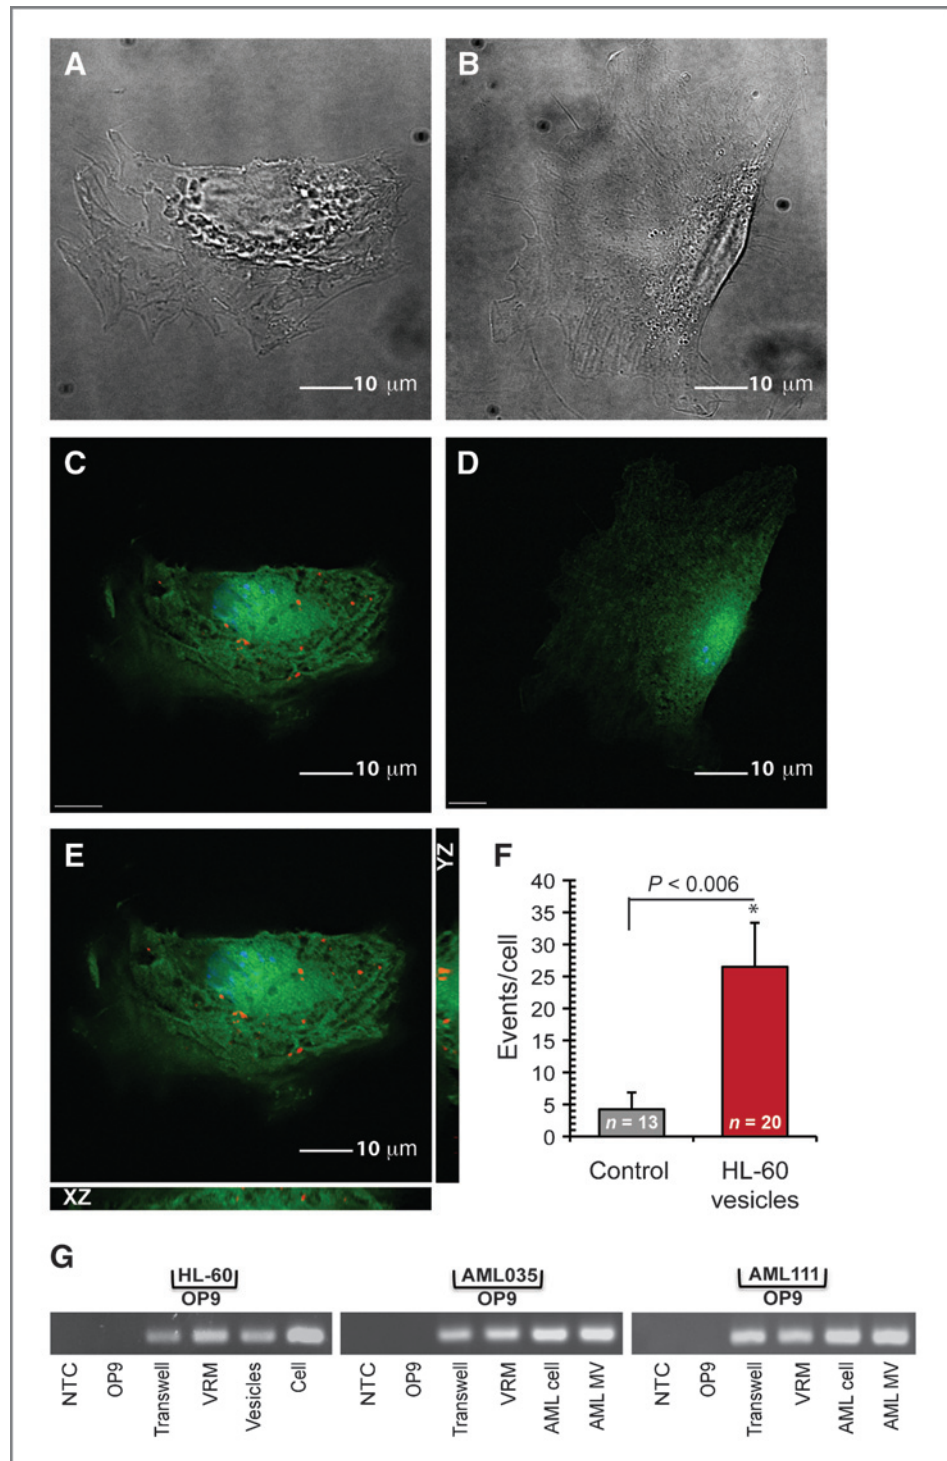 A
B
10 μm
10 μm
C
D
10 μm
10 μm
E
YZ
10 μm
XZ
F
P < 0.006
*
40
35
30
25
20
15
10
5
0
Events/cell
n = 13
n = 20
Control
HL-60
vesicles
G
HL-60
OP9
AML035
OP9
AML111
OP9
NTC
OP9
Transwell
VRM
Vesicles
Cell
NTC
OP9
Transwell
VRM
AML cell
AML MV
NTC
OP9
Transwell
VRM
AML cell
AML MV